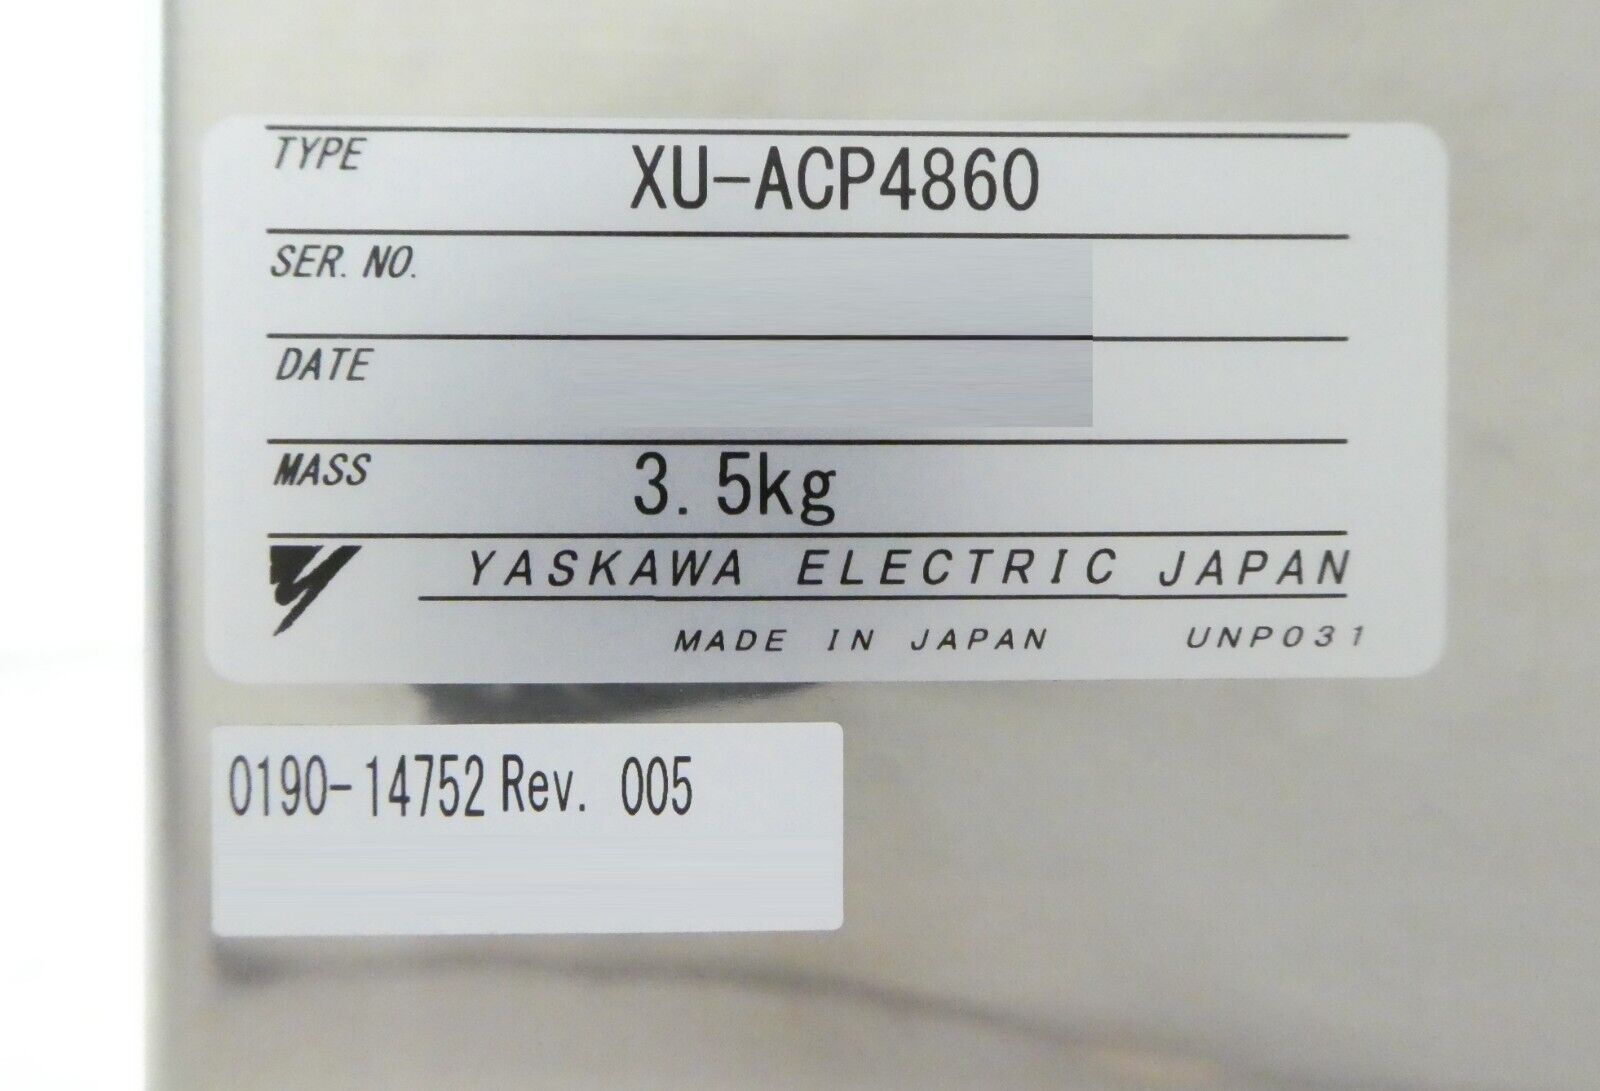 TYPE XU-ACP4860
SER. NO.
DATE
MASS 3.5kg
YASKAWA ELECTRIC JAPAN
MADE IN JAPAN UNP031
0190-14752 Rev. 005